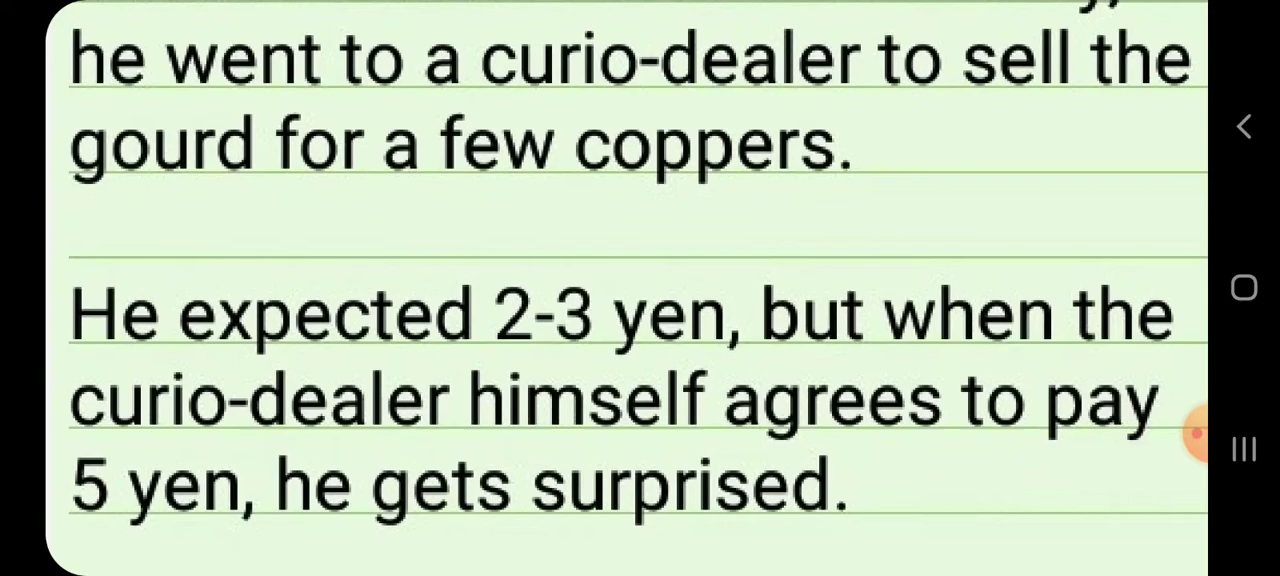 he went to a curio-dealer to sell the
gourd for a few coppers.
He expected 2-3 yen, but when the
curio-dealer himself agrees to pay
5 yen, he gets surprised.